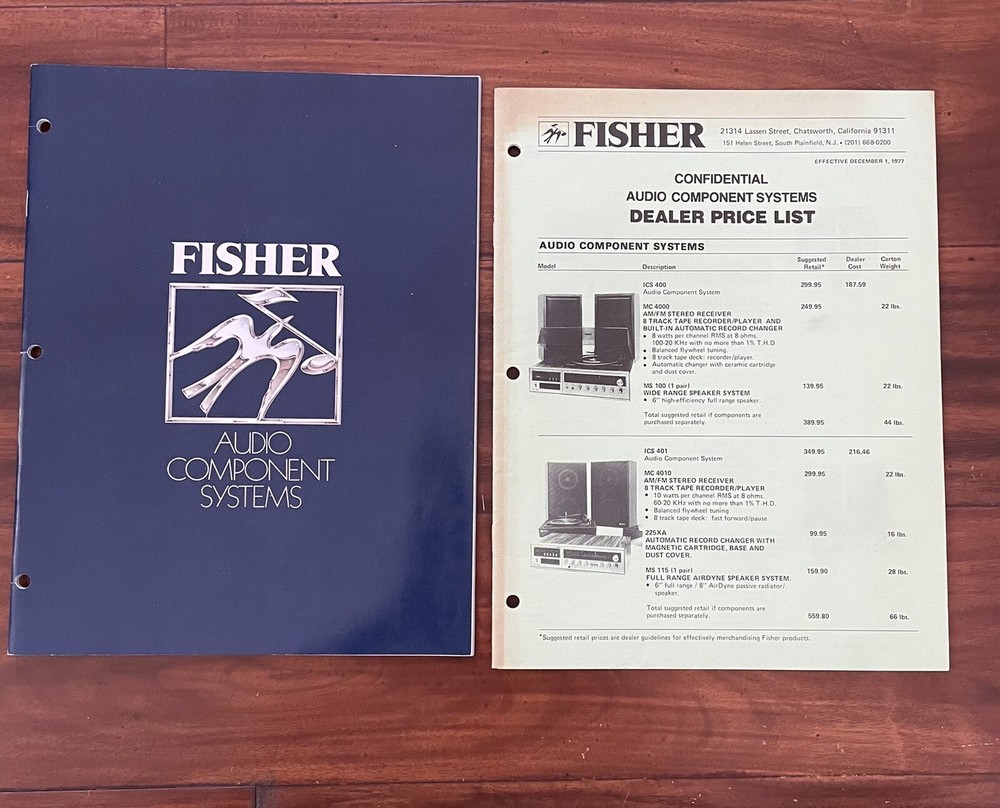 FISHER
AUDIO
COMPONENT
SYSTEMS
FISHER
21314 Lassen Street, Chatsworth, California 91311
151 Helen Street, South Plainfield, N.J. • (201) 668-0200
EFFECTIVE DECEMBER 1, 1977
CONFIDENTIAL
AUDIO COMPONENT SYSTEMS
DEALER PRICE LIST
AUDIO COMPONENT SYSTEMS
Model Description Suggested Retail* Dealer Cost Carton Weight
ICS 400 299.95 187.59
Audio Component System
MC 4000 249.95 22 lbs.
AM/FM STEREO RECEIVER
8 TRACK TAPE RECORDER/PLAYER AND
BUILT-IN AUTOMATIC RECORD CHANGER
• 8 watts per channel RMS at 8 ohms.
100-20 KHz with no more than 1% T.H.D.
• Balanced flywheel tuning.
• 8 track tape deck: recorder/player.
• Automatic changer with ceramic cartridge
and dust cover.
MS 100 (1 pair) 139.95 22 lbs.
WIDE RANGE SPEAKER SYSTEM
• 6" high-efficiency full range speaker.
Total suggested retail if components are
purchased separately. 389.95 44 lbs.
ICS 401 349.95 216.46
Audio Component System
MC 4010 299.95 22 lbs.
AM/FM STEREO RECEIVER
8 TRACK TAPE RECORDER/PLAYER
• 10 watts per channel RMS at 8 ohms.
60-20 KHz with no more than 1% T.H.D.
• Balanced flywheel tuning
• 8 track tape deck: fast forward/pause
225XA 99.95 16 lbs.
AUTOMATIC RECORD CHANGER WITH
MAGNETIC CARTRIDGE, BASE AND
DUST COVER.
MS 115 (1 pair) 159.90 28 lbs.
FULL RANGE AIRDYNE SPEAKER SYSTEM.
• 6" full range / 8" AirDyne passive radiator/
speaker.
Total suggested retail if components are
purchased separately. 559.80 66 lbs.
*Suggested retail prices are dealer guidelines for effectively merchandising Fisher products.